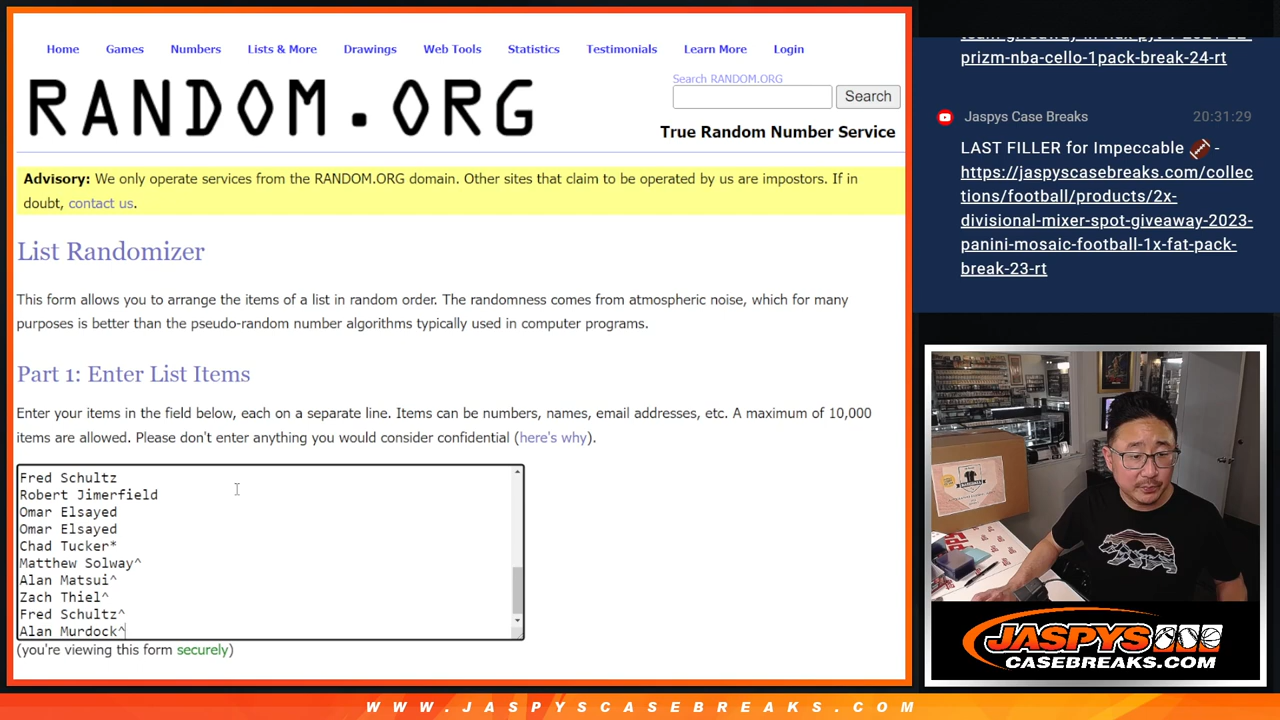 Home Games Numbers Lists & More Drawings Web Tools Statistics Testimonials Learn More Login
RANDOM.ORG
Search RANDOM.ORG
Search
True Random Number Service
Advisory: We only operate services from the RANDOM.ORG domain. Other sites that claim to be operated by us are impostors. If in
doubt, contact us.
List Randomizer
This form allows you to arrange the items of a list in random order. The randomness comes from atmospheric noise, which for many
purposes is better than the pseudo-random number algorithms typically used in computer programs.
Part 1: Enter List Items
Enter your items in the field below, each on a separate line. Items can be numbers, names, email addresses, etc. A maximum of 10,000
items are allowed. Please don't enter anything you would consider confidential (here's why).
Fred Schultz
Robert Jimerfield
Omar Elsayed
Omar Elsayed
Chad Tucker*
Matthew Solway^
Alan Matsui^
Zach Thiel^
Fred Schultz^
Alan Murdock^
(you're viewing this form securely)
prizm-nba-cello-1pack-break-24-rt
Jaspys Case Breaks 20:31:29
LAST FILLER for Impeccable 🏈 -
https://jaspyscasebreaks.com/collec
tions/football/products/2x-
divisional-mixer-spot-giveaway-2023-
panini-mosaic-football-1x-fat-pack-
break-23-rt
JASPYS
CASEBREAKS.COM
WWW.JASPYSCASEBREAKS.COM